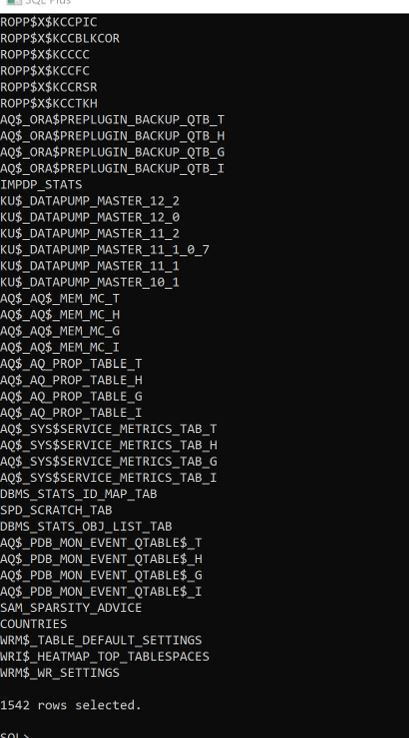 SQL Plus
ROPP$X$KCCPIC
ROPP$X$KCCBLKCOR
ROPP$X$KCCCC
ROPP$X$KCCFC
ROPP$X$KCCRSR
ROPP$X$KCCTKH
AQ$_ORA$PREPLUGIN_BACKUP_QTB_T
AQ$_ORA$PREPLUGIN_BACKUP_QTB_H
AQ$_ORA$PREPLUGIN_BACKUP_QTB_G
AQ$_ORA$PREPLUGIN_BACKUP_QTB_I
IMPDP_STATS
KU$_DATAPUMP_MASTER_12_2
KU$_DATAPUMP_MASTER_12_0
KU$_DATAPUMP_MASTER_11_2
KU$_DATAPUMP_MASTER_11_1_0_7
KU$_DATAPUMP_MASTER_11_1
KU$_DATAPUMP_MASTER_10_1
AQ$_AQ$_MEM_MC_T
AQ$_AQ$_MEM_MC_H
AQ$_AQ$_MEM_MC_G
AQ$_AQ$_MEM_MC_I
AQ$_AQ_PROP_TABLE_T
AQ$_AQ_PROP_TABLE_H
AQ$_AQ_PROP_TABLE_G
AQ$_AQ_PROP_TABLE_I
AQ$_SYS$SERVICE_METRICS_TAB_T
AQ$_SYS$SERVICE_METRICS_TAB_H
AQ$_SYS$SERVICE_METRICS_TAB_G
AQ$_SYS$SERVICE_METRICS_TAB_I
DBMS_STATS_ID_MAP_TAB
SPD_SCRATCH_TAB
DBMS_STATS_OBJ_LIST_TAB
AQ$_PDB_MON_EVENT_QTABLE$_T
AQ$_PDB_MON_EVENT_QTABLE$_H
AQ$_PDB_MON_EVENT_QTABLE$_G
AQ$_PDB_MON_EVENT_QTABLE$_I
SAM_SPARSITY_ADVICE
COUNTRIES
WRM$_TABLE_DEFAULT_SETTINGS
WRI$_HEATMAP_TOP_TABLESPACES
WRM$_WR_SETTINGS
1542 rows selected.
SQL>